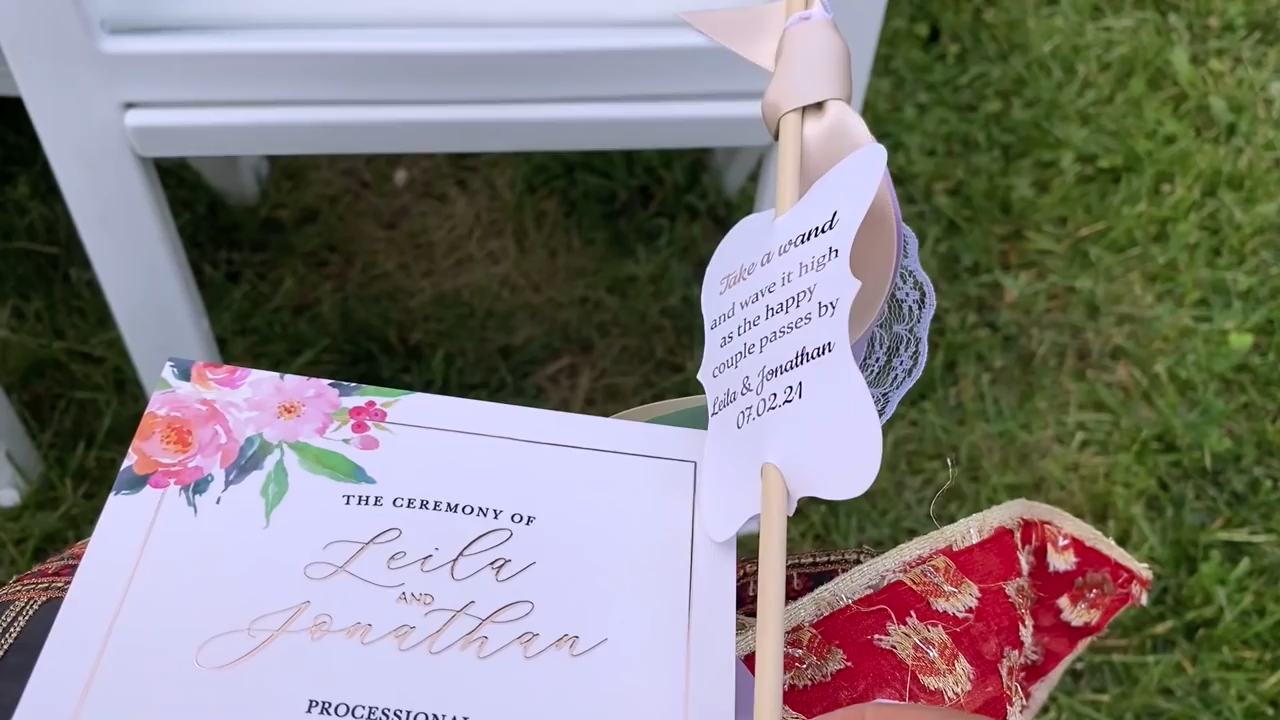 Take a wand
and wave it high
as the happy
couple passes by
Leila & Jonathan
07.02.21
THE CEREMONY OF
Leila
AND
Jonathan
PROCESSIONAL